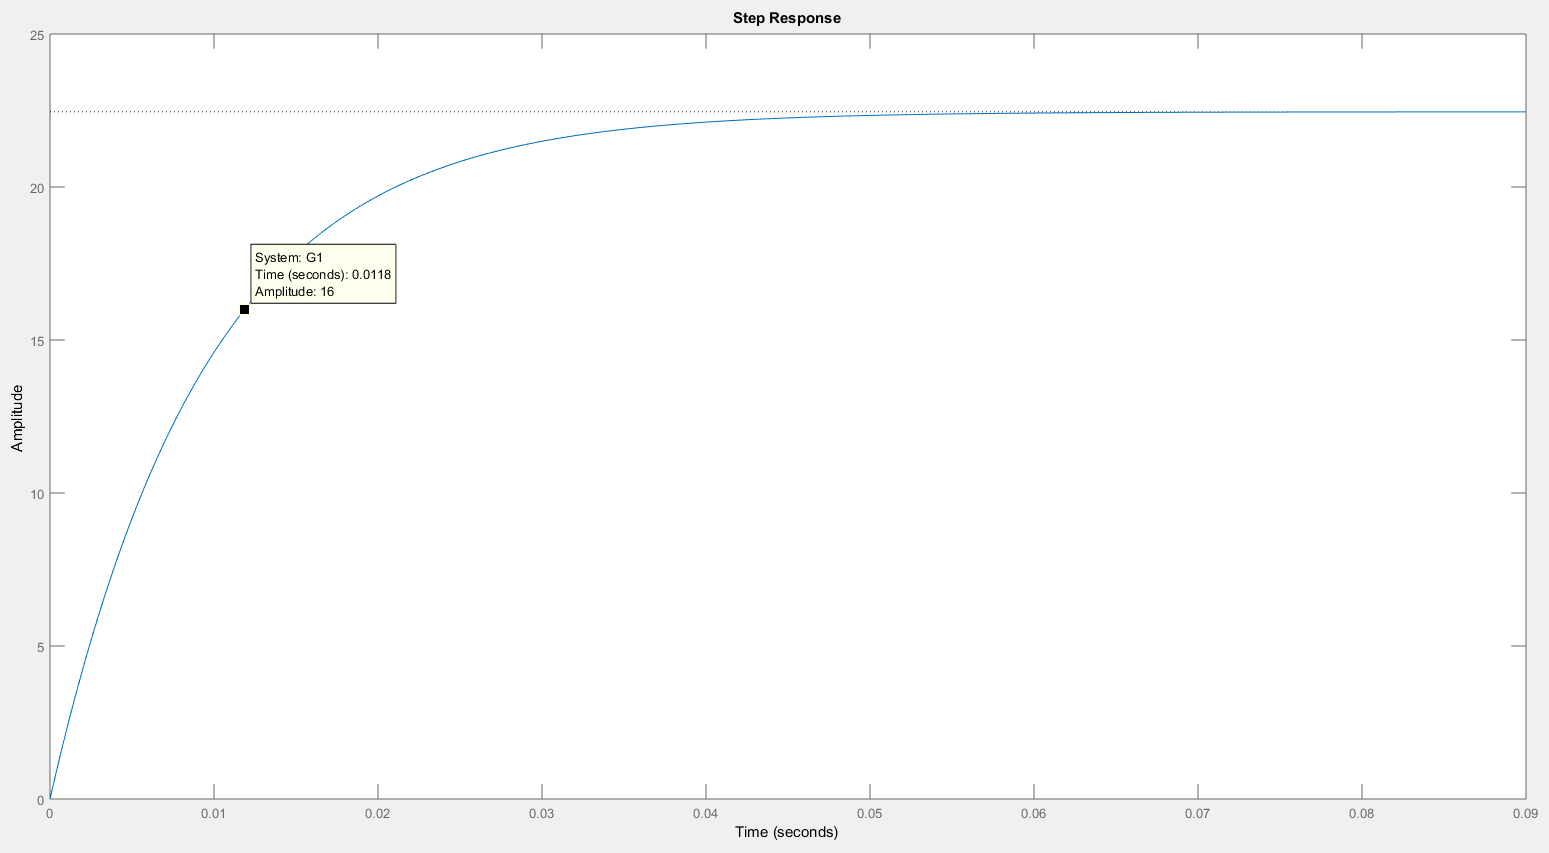 Step Response
25
20
15
10
5
0
Amplitude
System: G1
Time (seconds): 0.0118
Amplitude: 16
0 0.01 0.02 0.03 0.04 0.05 0.06 0.07 0.08 0.09
Time (seconds)